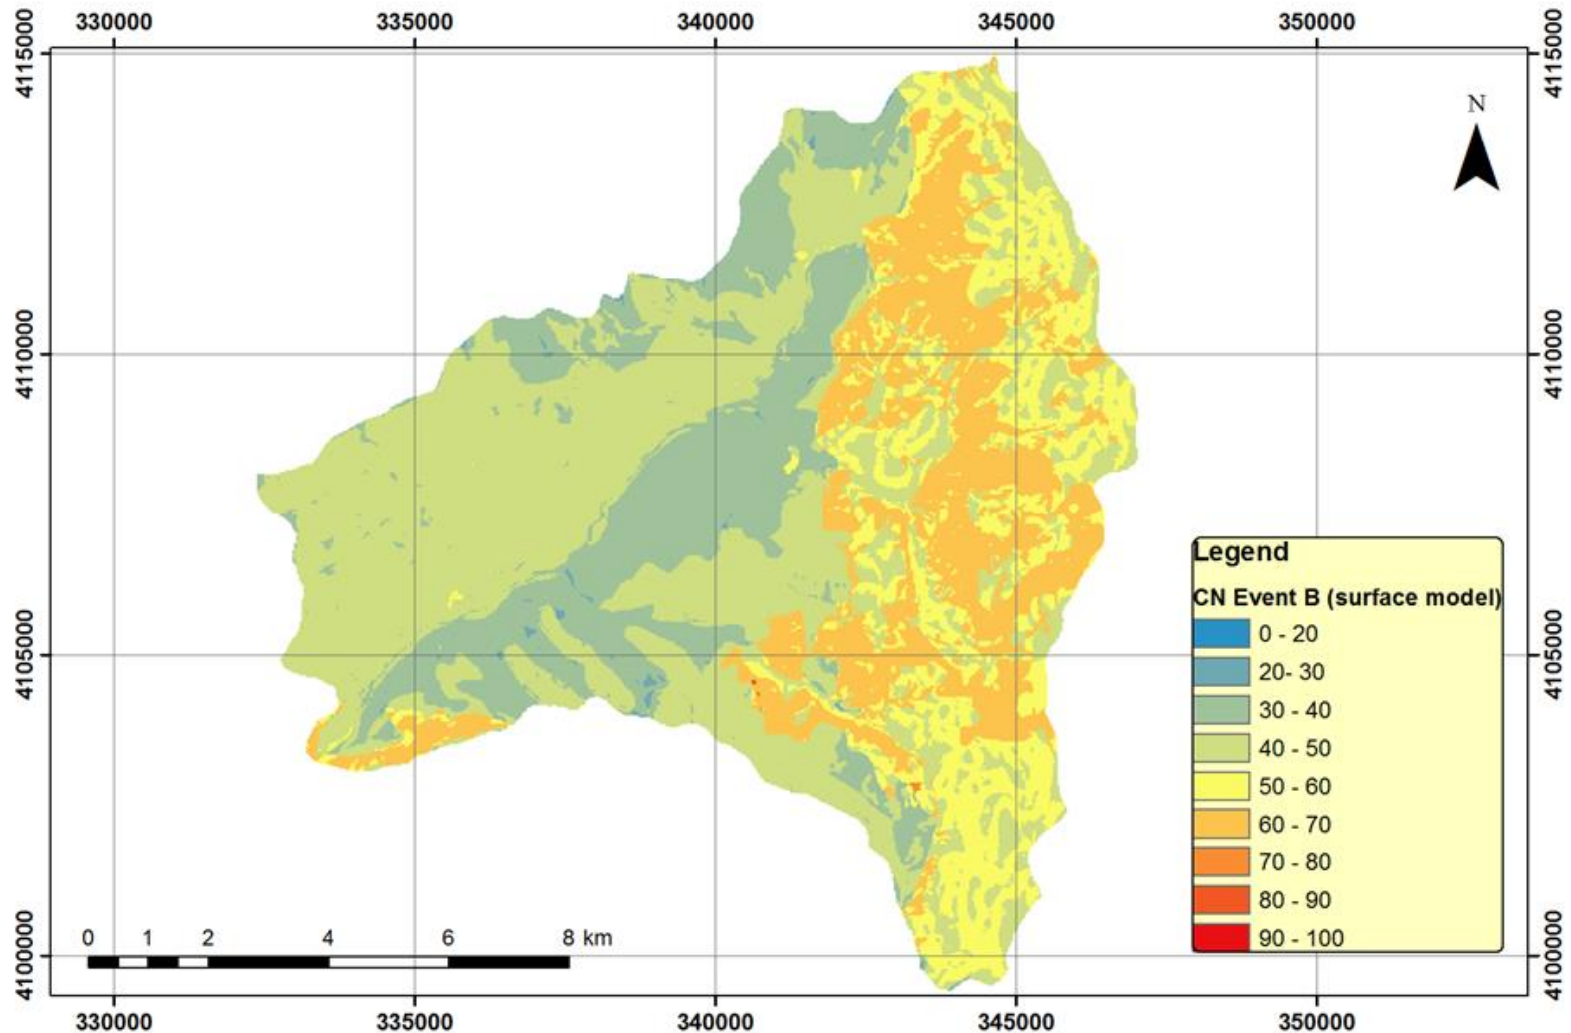 330000 335000 340000 345000 350000
4115000 4115000
N
4110000 4110000
Legend
CN Event B (surface model)
0 - 20
20- 30
30 - 40
40 - 50
50 - 60
60 - 70
70 - 80
80 - 90
90 - 100
4105000 4105000
0 1 2 4 6 8 km
4100000 4100000
330000 335000 340000 345000 350000